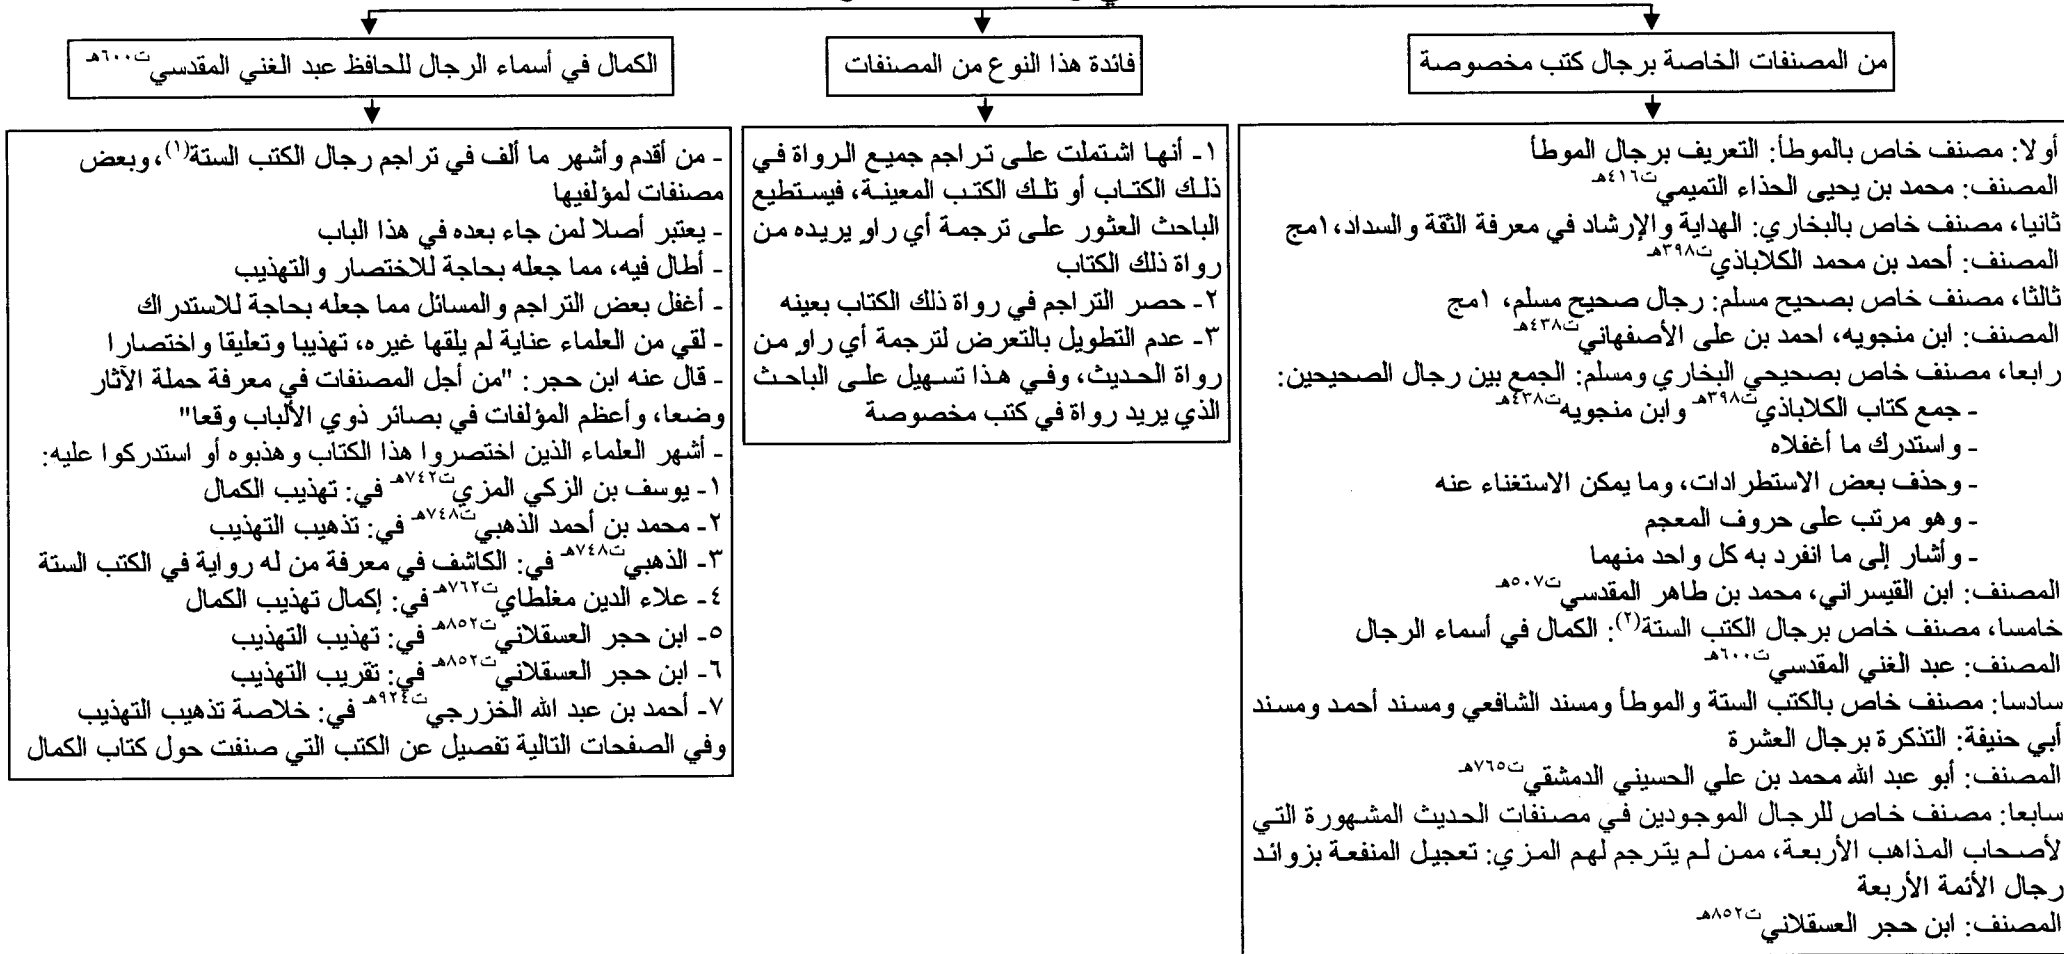 من المصنفات الخاصة برجال كتب مخصوصة
أولا: مصنف خاص بالموطأ: التعريف برجال الموطأ
المصنف: محمد بن يحيى الحذاء التميمي ت٤١٦هـ
ثانيا، مصنف خاص بالبخاري: الهداية والإرشاد في معرفة الثقة والسداد، ١مج
المصنف: أحمد بن محمد الكلاباذي ت٣٩٨هـ
ثالثا، مصنف خاص بصحيح مسلم: رجال صحيح مسلم، ١مج
المصنف: ابن منجويه، احمد بن على الأصفهاني ت٤٣٨هـ
رابعا، مصنف خاص بصحيحي البخاري ومسلم: الجمع بين رجال الصحيحين:
- جمع كتاب الكلاباذي ت٣٩٨هـ وابن منجويه ت٤٣٨هـ
- واستدرك ما أغفلاه
- وحذف بعض الاستطرادات، وما يمكن الاستغناء عنه
- وهو مرتب على حروف المعجم
- وأشار إلى ما انفرد به كل واحد منهما
المصنف: ابن القيسراني، محمد بن طاهر المقدسي ت٥٠٧هـ
خامسا، مصنف خاص برجال الكتب الستة(٢): الكمال في أسماء الرجال
المصنف: عبد الغني المقدسي ت٦٠٠هـ
سادسا: مصنف خاص بالكتب الستة والموطأ ومسند الشافعي ومسند أحمد ومسند
أبي حنيفة: التذكرة برجال العشرة
المصنف: أبو عبد الله محمد بن علي الحسيني الدمشقي ت٧٦٥هـ
سابعا: مصنف خاص للرجال الموجودين في مصنفات الحديث المشهورة التي
لأصحاب المذاهب الأربعة، ممن لم يترجم لهم المزي: تعجيل المنفعة بزوائد
رجال الأئمة الأربعة
المصنف: ابن حجر العسقلاني ت٨٥٢هـ
فائدة هذا النوع من المصنفات
١- أنها اشتملت على تراجم جميع الرواة في
ذلك الكتاب أو تلك الكتب المعينة، فيستطيع
الباحث العثور على ترجمة أي راوٍ يريده من
رواة ذلك الكتاب
٢- حصر التراجم في رواة ذلك الكتاب بعينه
٣- عدم التطويل بالتعرض لترجمة أي راوٍ من
رواة الحديث، وفي هذا تسهيل على الباحث
الذي يريد رواة في كتب مخصوصة
الكمال في أسماء الرجال للحافظ عبد الغني المقدسي ت٦٠٠هـ
- من أقدم وأشهر ما ألف في تراجم رجال الكتب الستة(١)، وبعض
مصنفات لمؤلفيها
- يعتبر أصلا لمن جاء بعده في هذا الباب
- أطال فيه، مما جعله بحاجة للاختصار والتهذيب
- أغفل بعض التراجم والمسائل مما جعله بحاجة للاستدراك
- لقي من العلماء عناية لم يلقها غيره، تهذيبا وتعليقا واختصارا
- قال عنه ابن حجر: "من أجل المصنفات في معرفة حملة الآثار
وضعا، وأعظم المؤلفات في بصائر ذوي الألباب وقعا"
- أشهر العلماء الذين اختصروا هذا الكتاب وهذبوه أو استدركوا عليه:
١- يوسف بن الزكي المزي ت٧٤٢هـ في: تهذيب الكمال
٢- محمد بن أحمد الذهبي ت٧٤٨هـ في: تذهيب التهذيب
٣- الذهبي ت٧٤٨هـ في: الكاشف في معرفة من له رواية في الكتب الستة
٤- علاء الدين مغلطاي ت٧٦٢هـ في: إكمال تهذيب الكمال
٥- ابن حجر العسقلاني ت٨٥٢هـ في: تهذيب التهذيب
٦- ابن حجر العسقلاني ت٨٥٢هـ في: تقريب التهذيب
٧- أحمد بن عبد الله الخزرجي ت٩٢٤هـ في: خلاصة تذهيب التهذيب
وفي الصفحات التالية تفصيل عن الكتب التي صنفت حول كتاب الكمال